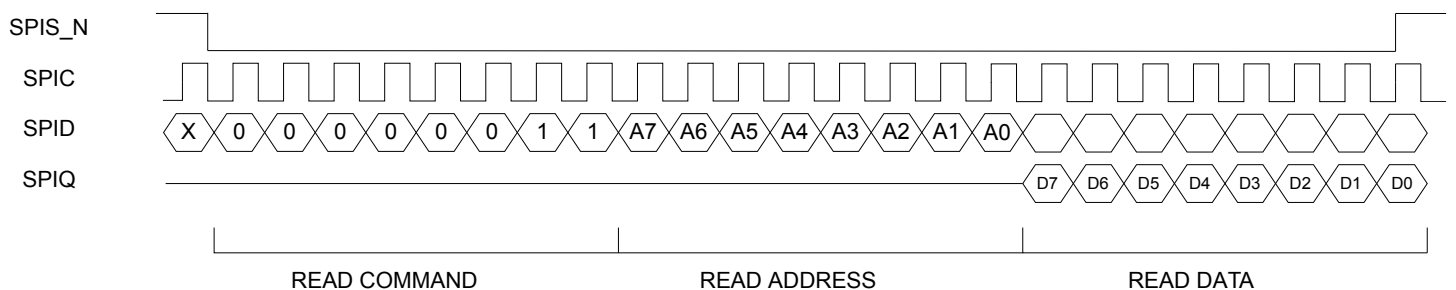 SPIS_N
SPIC
SPID X 0 0 0 0 0 0 1 1 A7 A6 A5 A4 A3 A2 A1 A0
SPIQ D7 D6 D5 D4 D3 D2 D1 D0
READ COMMAND READ ADDRESS READ DATA